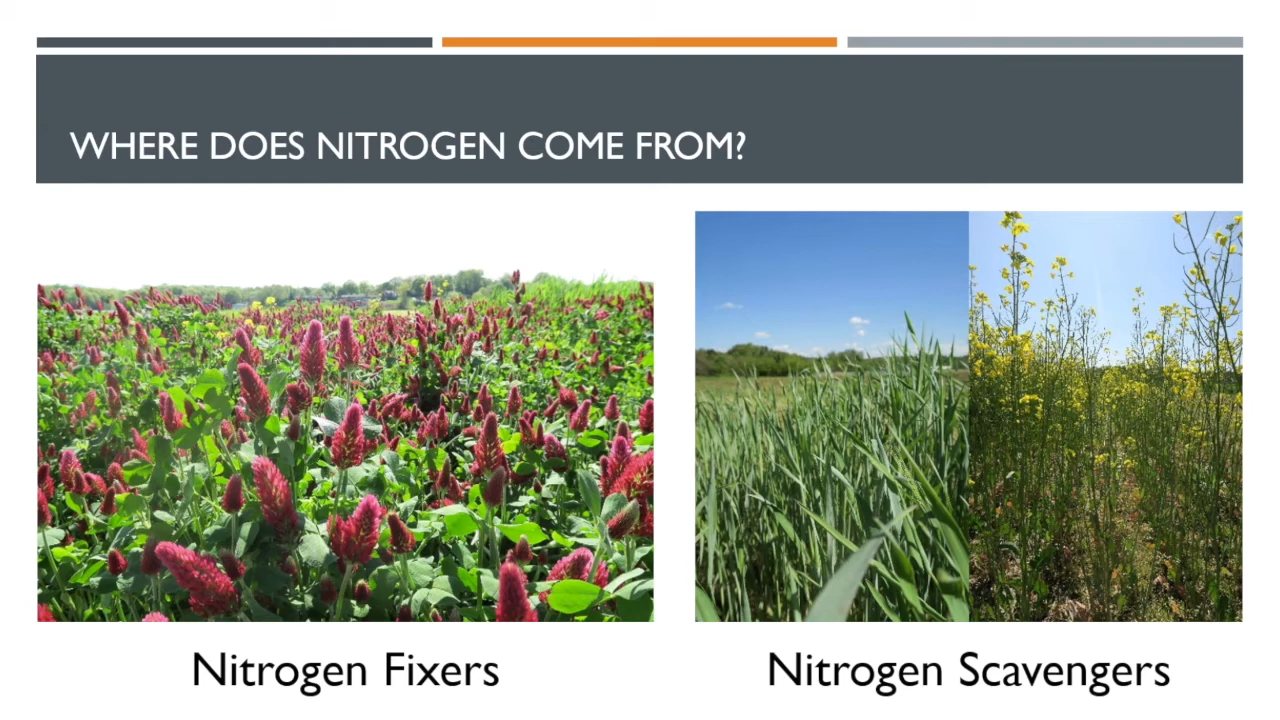 WHERE DOES NITROGEN COME FROM?
Nitrogen Fixers
Nitrogen Scavengers